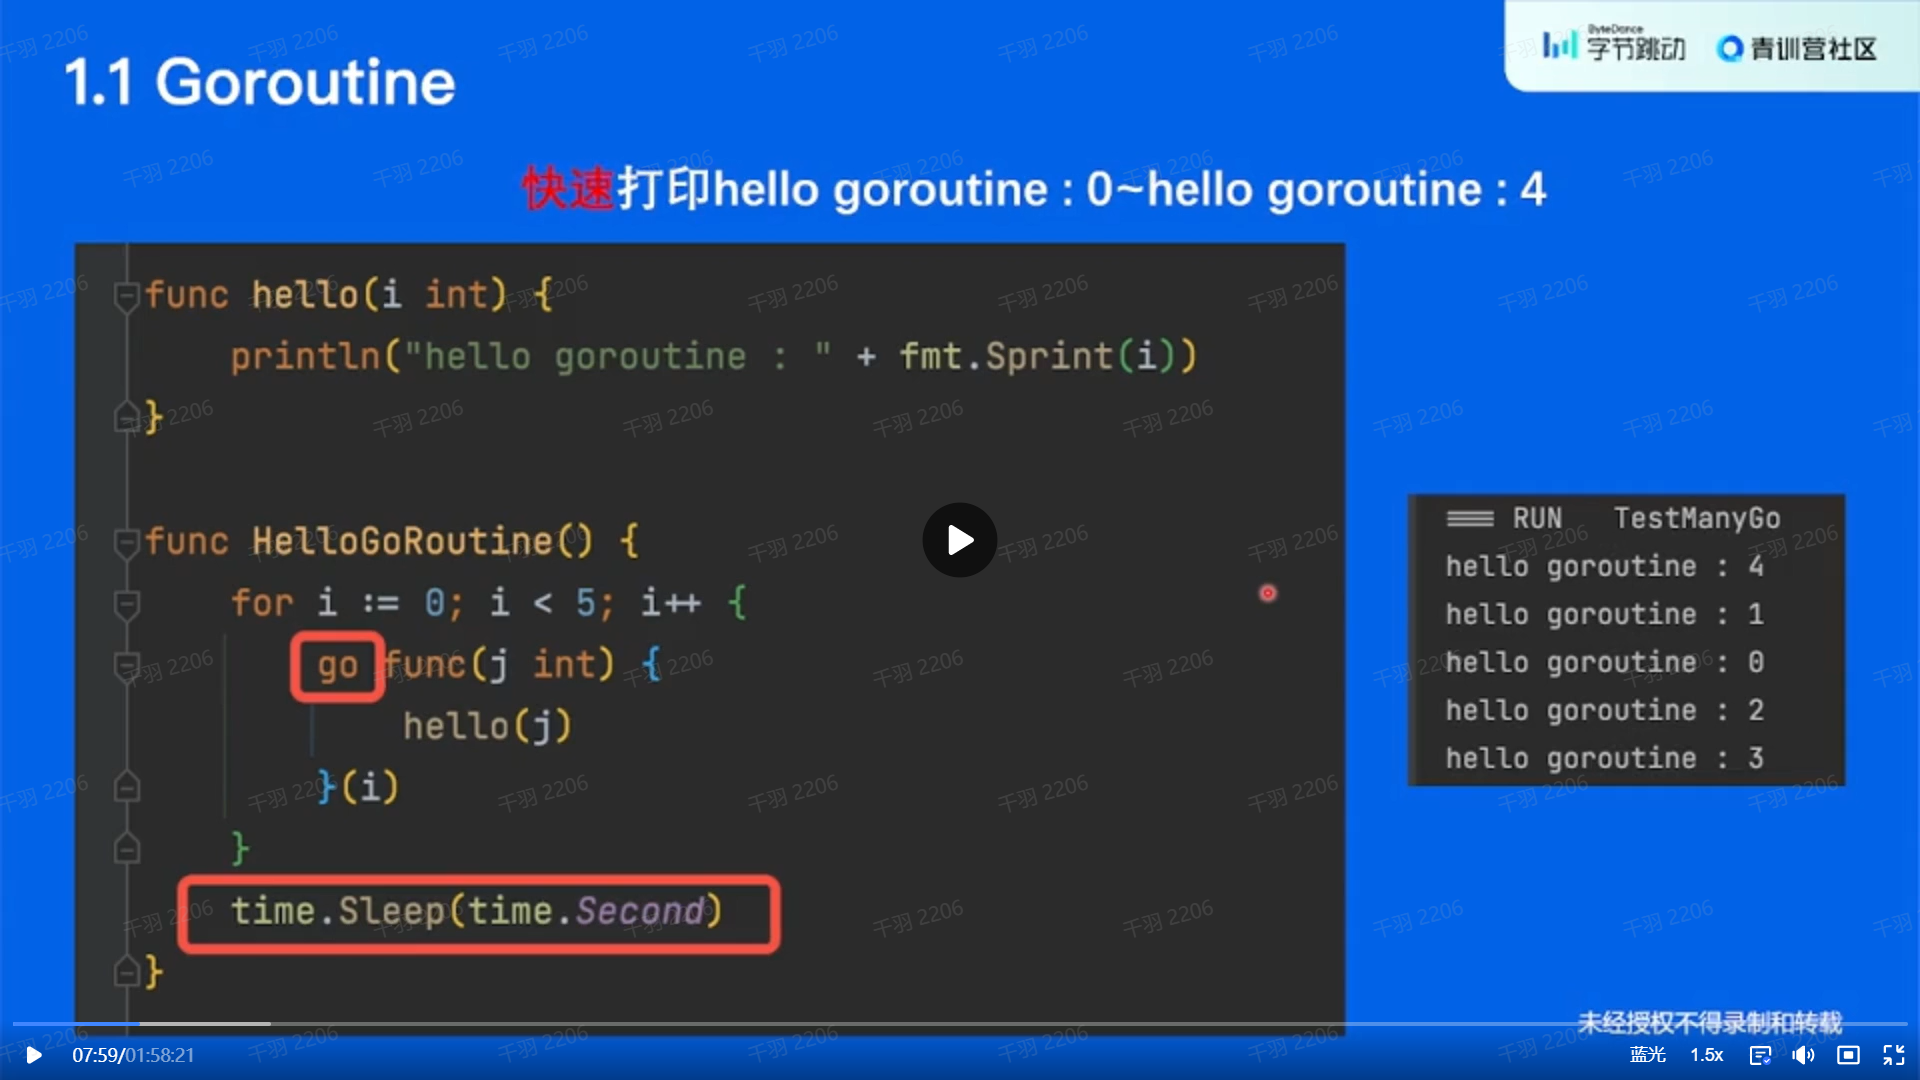 1.1 Goroutine
ByteDance
字节跳动
青训营社区
快速打印hello goroutine : 0~hello goroutine : 4
func hello(i int) {
println("hello goroutine : " + fmt.Sprint(i))
}
func HelloGoRoutine() {
for i := 0; i < 5; i++ {
go func(j int) {
hello(j)
}(i)
}
time.Sleep(time.Second)
}
=== RUN   TestManyGo
hello goroutine : 4
hello goroutine : 1
hello goroutine : 0
hello goroutine : 2
hello goroutine : 3
千羽 2206
未经授权不得录制和转载
07:59/01:58:21
蓝光
1.5x